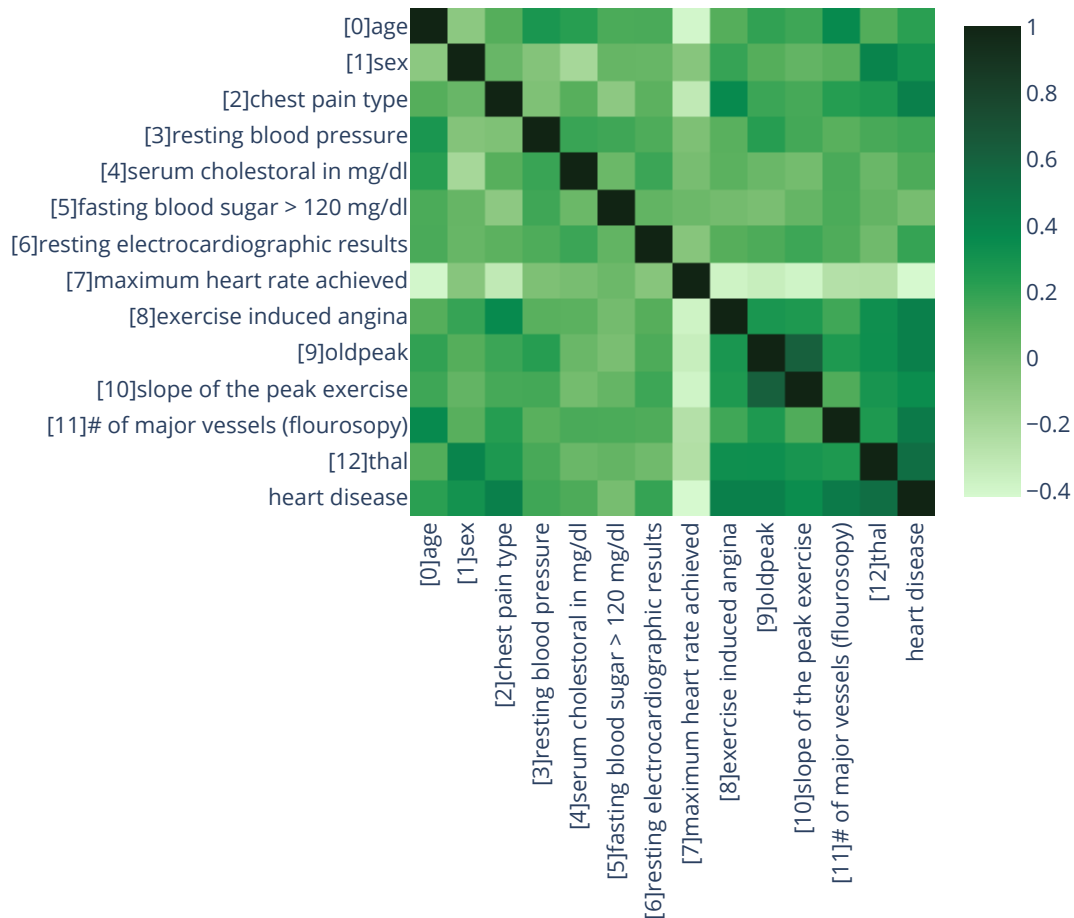 [0]age
[1]sex
[2]chest pain type
[3]resting blood pressure
[4]serum cholestoral in mg/dl
[5]fasting blood sugar > 120 mg/dl
[6]resting electrocardiographic results
[7]maximum heart rate achieved
[8]exercise induced angina
[9]oldpeak
[10]slope of the peak exercise
[11]# of major vessels (flourosopy)
[12]thal
heart disease
[0]age
[1]sex
[2]chest pain type
[3]resting blood pressure
[4]serum cholestoral in mg/dl
[5]fasting blood sugar > 120 mg/dl
[6]resting electrocardiographic results
[7]maximum heart rate achieved
[8]exercise induced angina
[9]oldpeak
[10]slope of the peak exercise
[11]# of major vessels (flourosopy)
[12]thal
heart disease
1
0.8
0.6
0.4
0.2
0
−0.2
−0.4